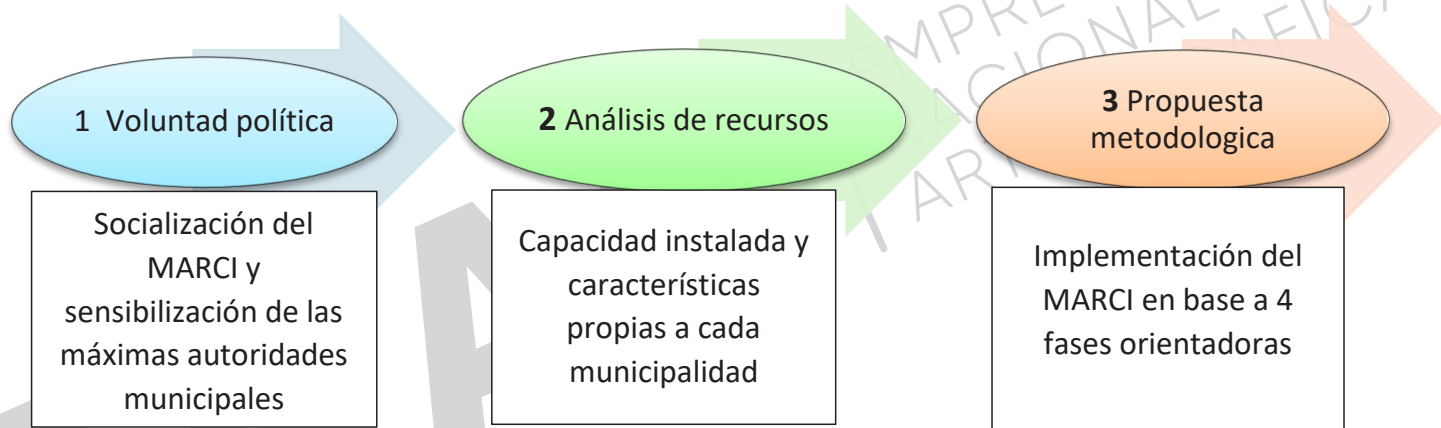 1 Voluntad política
Socialización del
MARCI y
sensibilización de las
máximas autoridades
municipales
2 Análisis de recursos
Capacidad instalada y
características
propias a cada
municipalidad
3 Propuesta
metodologica
Implementación del
MARCI en base a 4
fases orientadoras